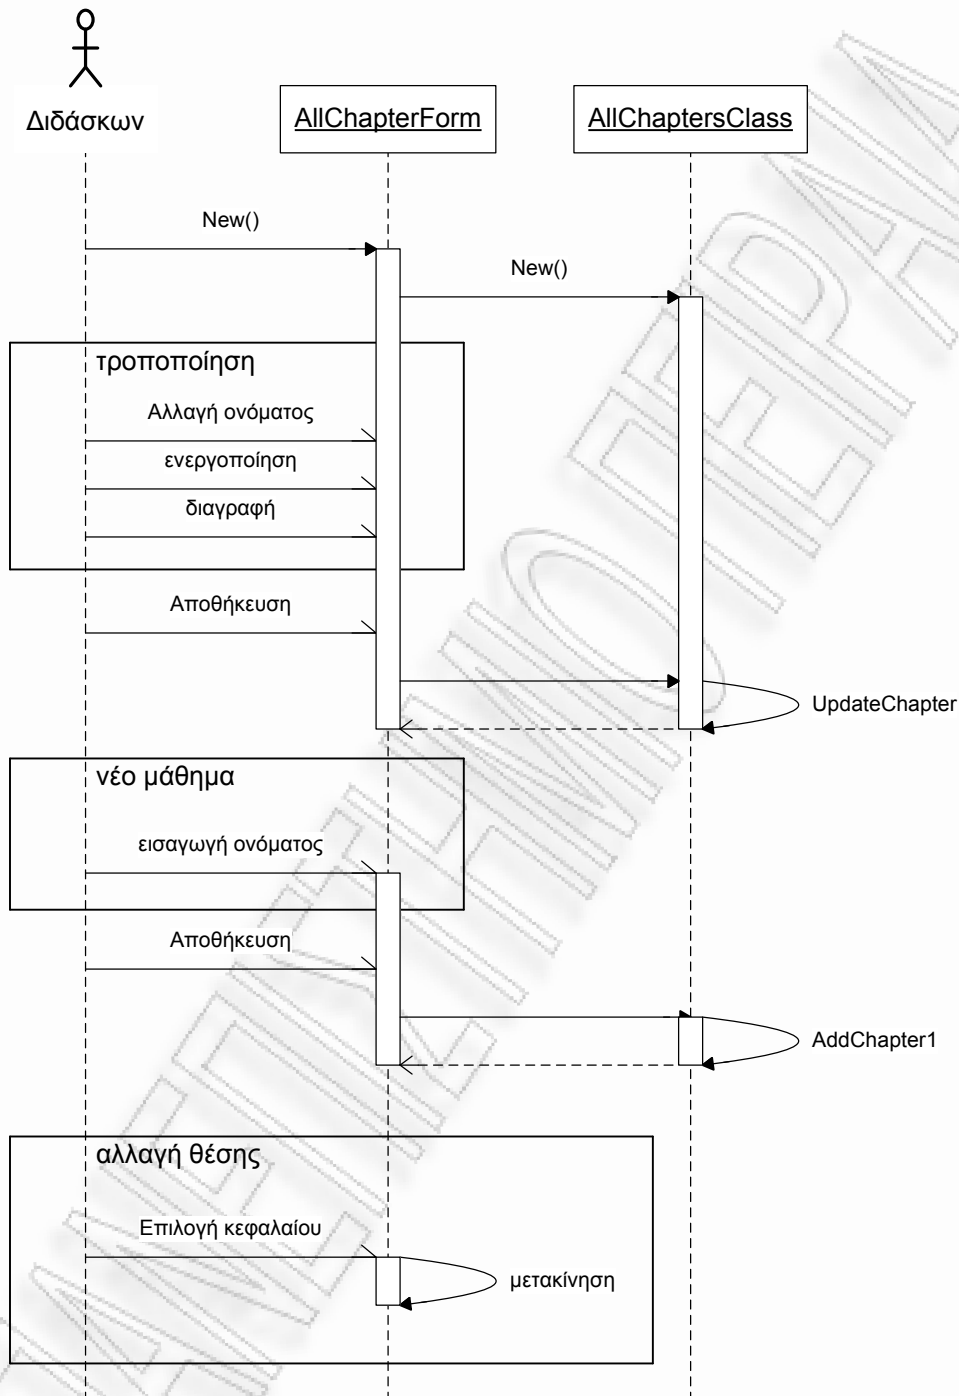 Διδάσκων
AllChapterForm
AllChaptersClass
New()
New()
τροποποίηση
Αλλαγή ονόματος
ενεργοποίηση
διαγραφή
Αποθήκευση
UpdateChapter
νέο μάθημα
εισαγωγή ονόματος
Αποθήκευση
AddChapter1
αλλαγή θέσης
Επιλογή κεφαλαίου
μετακίνηση